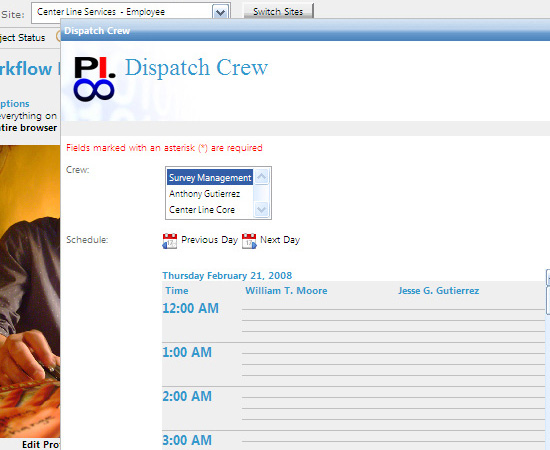 Site: Center Line Services - Employee Switch Sites
ject Status
Dispatch Crew
rkflow
PI. Dispatch Crew
ptions
everything on
tire browser
Fields marked with an asterisk (*) are required
Crew:
Survey Management
Anthony Gutierrez
Center Line Core
Schedule: Previous Day Next Day
Thursday February 21, 2008
Time William T. Moore Jesse G. Gutierrez
12:00 AM
1:00 AM
2:00 AM
3:00 AM
Edit Pro